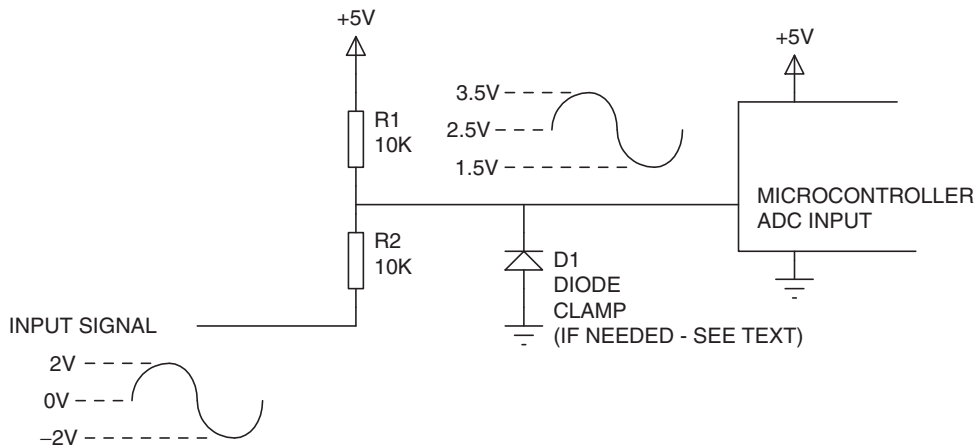 +5V
+5V
3.5V
R1
10K
2.5V
1.5V
MICROCONTROLLER
ADC INPUT
R2
10K
D1
DIODE
CLAMP
(IF NEEDED - SEE TEXT)
INPUT SIGNAL
2V
0V
–2V